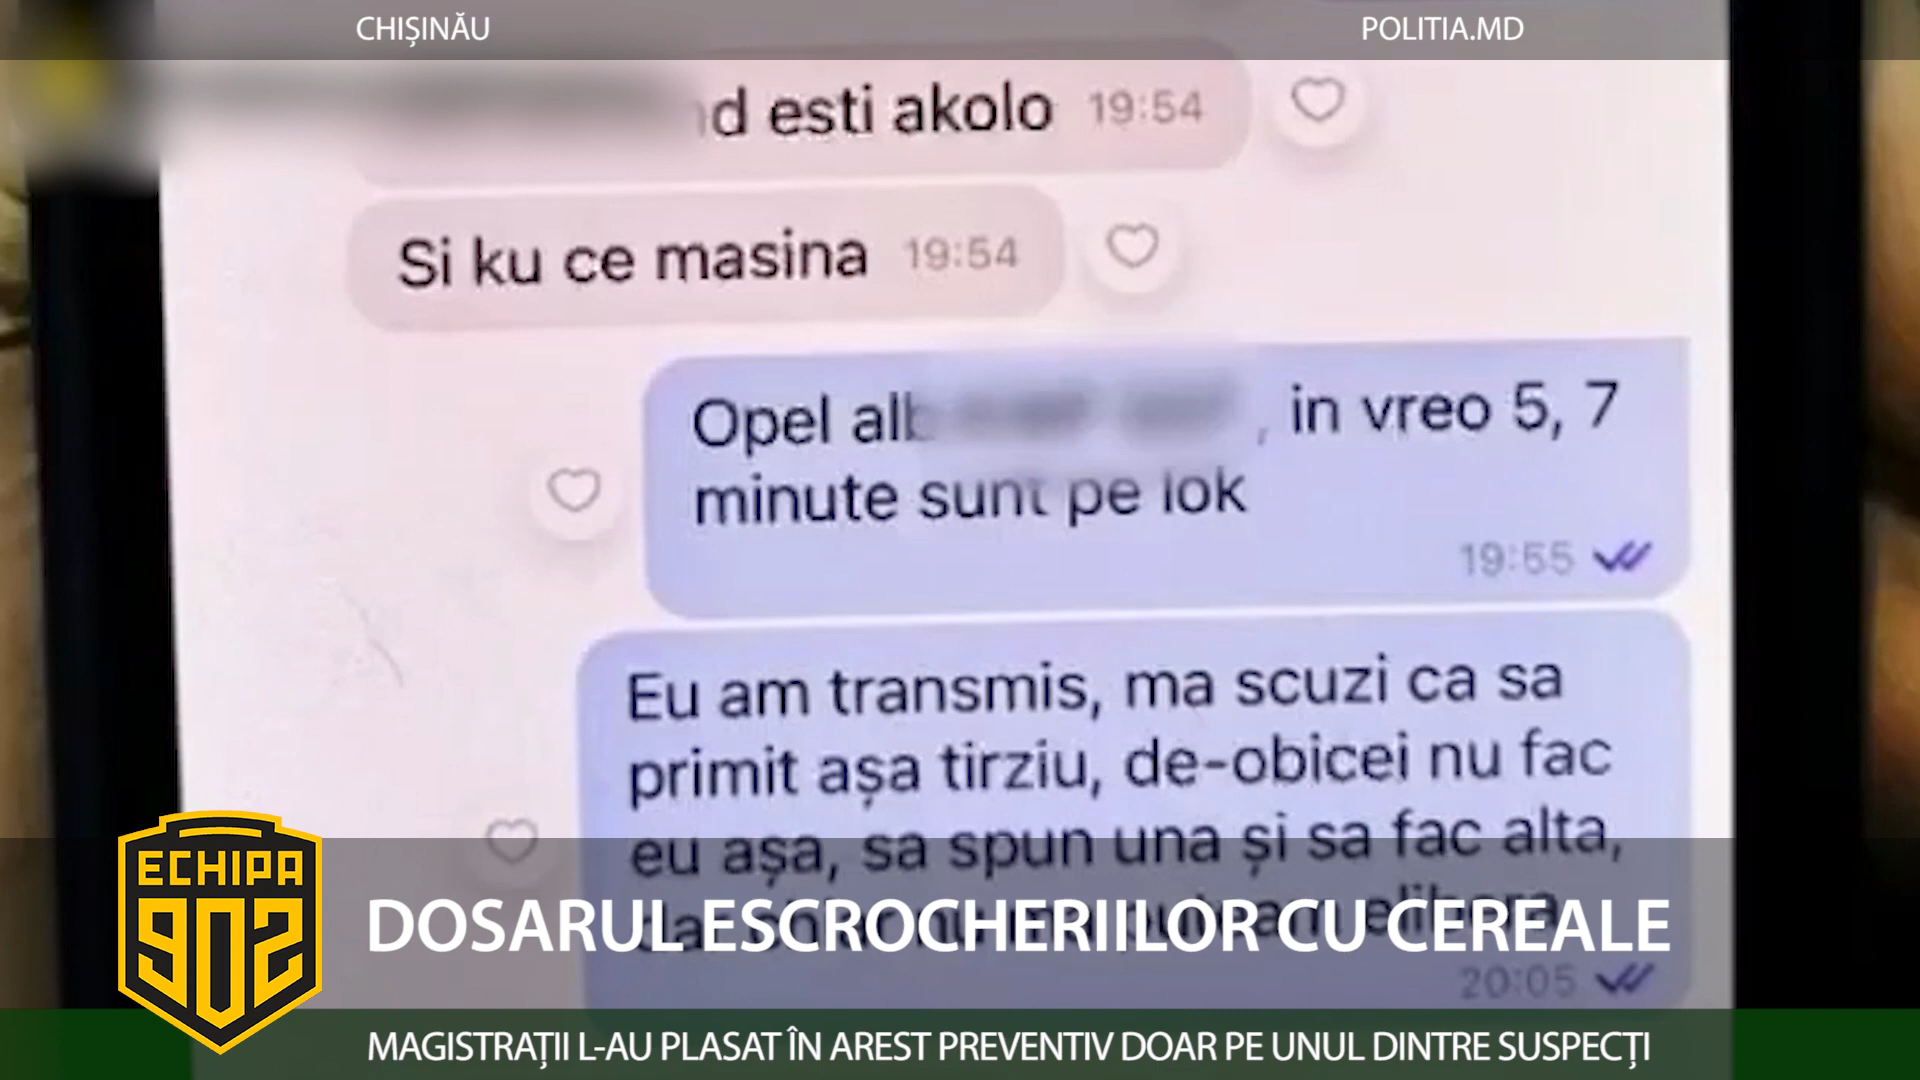 CHIȘINĂU
POLITIA.MD
esti akolo 19:54
Si ku ce masina 19:54
Opel alb , in vreo 5, 7
minute sunt pe lok
19:55
Eu am transmis, ma scuzi ca sa
primit așa tirziu, de-obicei nu fac
eu așa, sa spun una și sa fac alta,
20:05
ECHIPA
902
DOSARUL ESCROCHERIILOR CU CEREALE
MAGISTRAȚII L-AU PLASAT ÎN AREST PREVENTIV DOAR PE UNUL DINTRE SUSPECȚI